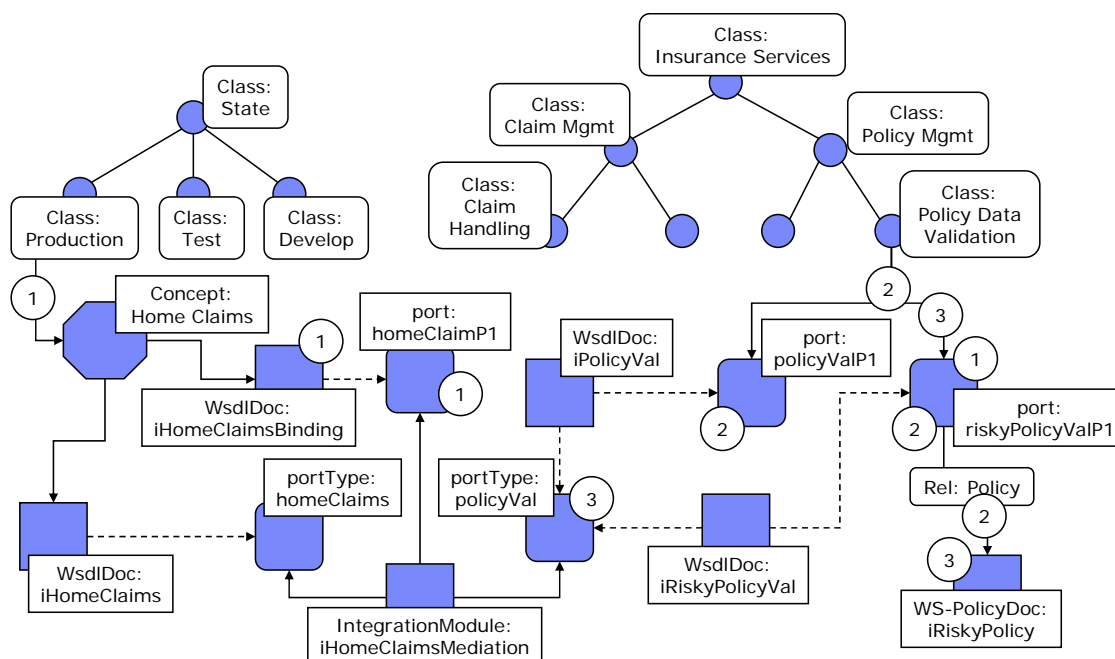 Class:
Insurance Services
Class:
State
Class:
Claim Mgmt
Class:
Policy Mgmt
Class:
Production
Class:
Test
Class:
Develop
Class:
Claim
Handling
Class:
Policy Data
Validation
1
Concept:
Home Claims
2
3
port:
homeClaimP1
WsdlDoc:
iPolicyVal
port:
policyValP1
1
1
1
WsdlDoc:
iHomeClaimsBinding
2
2
port:
riskyPolicyValP1
portType:
homeClaims
portType:
policyVal
3
Rel: Policy
2
WsdlDoc:
iHomeClaims
WsdlDoc:
iRiskyPolicyVal
3
IntegrationModule:
iHomeClaimsMediation
WS-PolicyDoc:
iRiskyPolicy